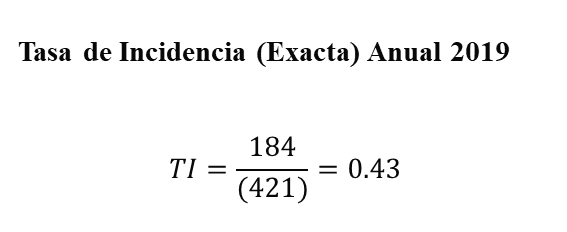 Tasa de Incidencia (Exacta) Anual 2019
TI = 184 / (421) = 0.43